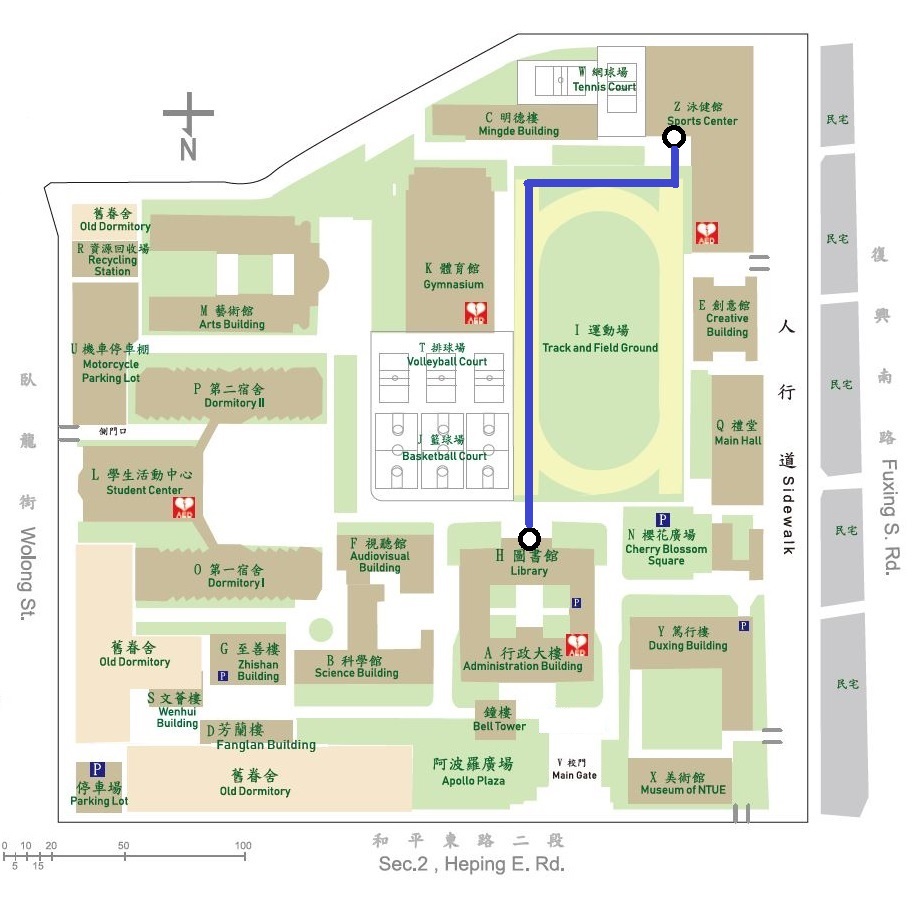 W 網球場
Tennis Court
Z 泳健館
Sports Center
C 明德樓
Mingde Building
民宅
N
舊眷舍
Old Dormitory
R 資源回收場
Recycling
Station
K 體育館
Gymnasium
AED
AED
民宅
復興南路 Fuxing S. Rd.
M 藝術館
Arts Building
E 創意館
Creative
Building
人行道 Sidewalk
I 運動場
Track and Field Ground
U 機車停車棚
Motorcycle
Parking Lot
T 排球場
Volleyball Court
P 第二宿舍
Dormitory II
民宅
臥龍街 Wolong St.
側門口
J 籃球場
Basketball Court
Q 禮堂
Main Hall
L 學生活動中心
Student Center
AED
P
N 櫻花廣場
Cherry Blossom
Square
民宅
F 視聽館
Audiovisual
Building
H 圖書館
Library
O 第一宿舍
Dormitory I
P
P
Y 篤行樓
Duxing Building
舊眷舍
Old Dormitory
G 至善樓
Zhishan
Building
P
B 科學館
Science Building
A 行政大樓
Administration Building
AED
民宅
S 文薈樓
Wenhui
Building
鐘樓
Bell Tower
D 芳蘭樓
Fanglan Building
P
停車場
Parking Lot
舊眷舍
Old Dormitory
阿波羅廣場
Apollo Plaza
V 校門
Main Gate
X 美術館
Museum of NTUE
0 10 20 50 100
5 15
和平東路二段
Sec.2 , Heping E. Rd.